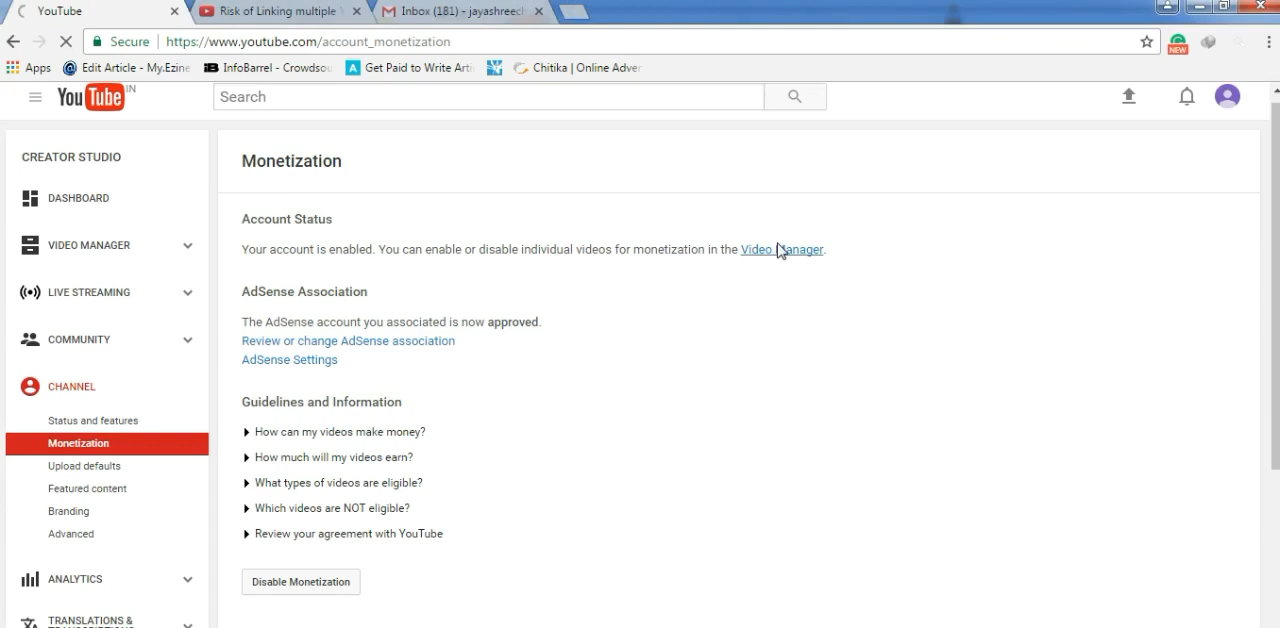 YouTube
Risk of Linking multiple
Inbox (181) - jayashreech
Secure
https://www.youtube.com/account_monetization
NEW
Apps
Edit Article - My.Ezine
InfoBarrel - Crowdsou
Get Paid to Write Arti
Chitika | Online Adver
YouTube IN
Search
CREATOR STUDIO
DASHBOARD
VIDEO MANAGER
LIVE STREAMING
COMMUNITY
CHANNEL
Status and features
Monetization
Upload defaults
Featured content
Branding
Advanced
ANALYTICS
TRANSLATIONS &
Monetization
Account Status
Your account is enabled. You can enable or disable individual videos for monetization in the Video Manager.
AdSense Association
The AdSense account you associated is now approved.
Review or change AdSense association
AdSense Settings
Guidelines and Information
How can my videos make money?
How much will my videos earn?
What types of videos are eligible?
Which videos are NOT eligible?
Review your agreement with YouTube
Disable Monetization